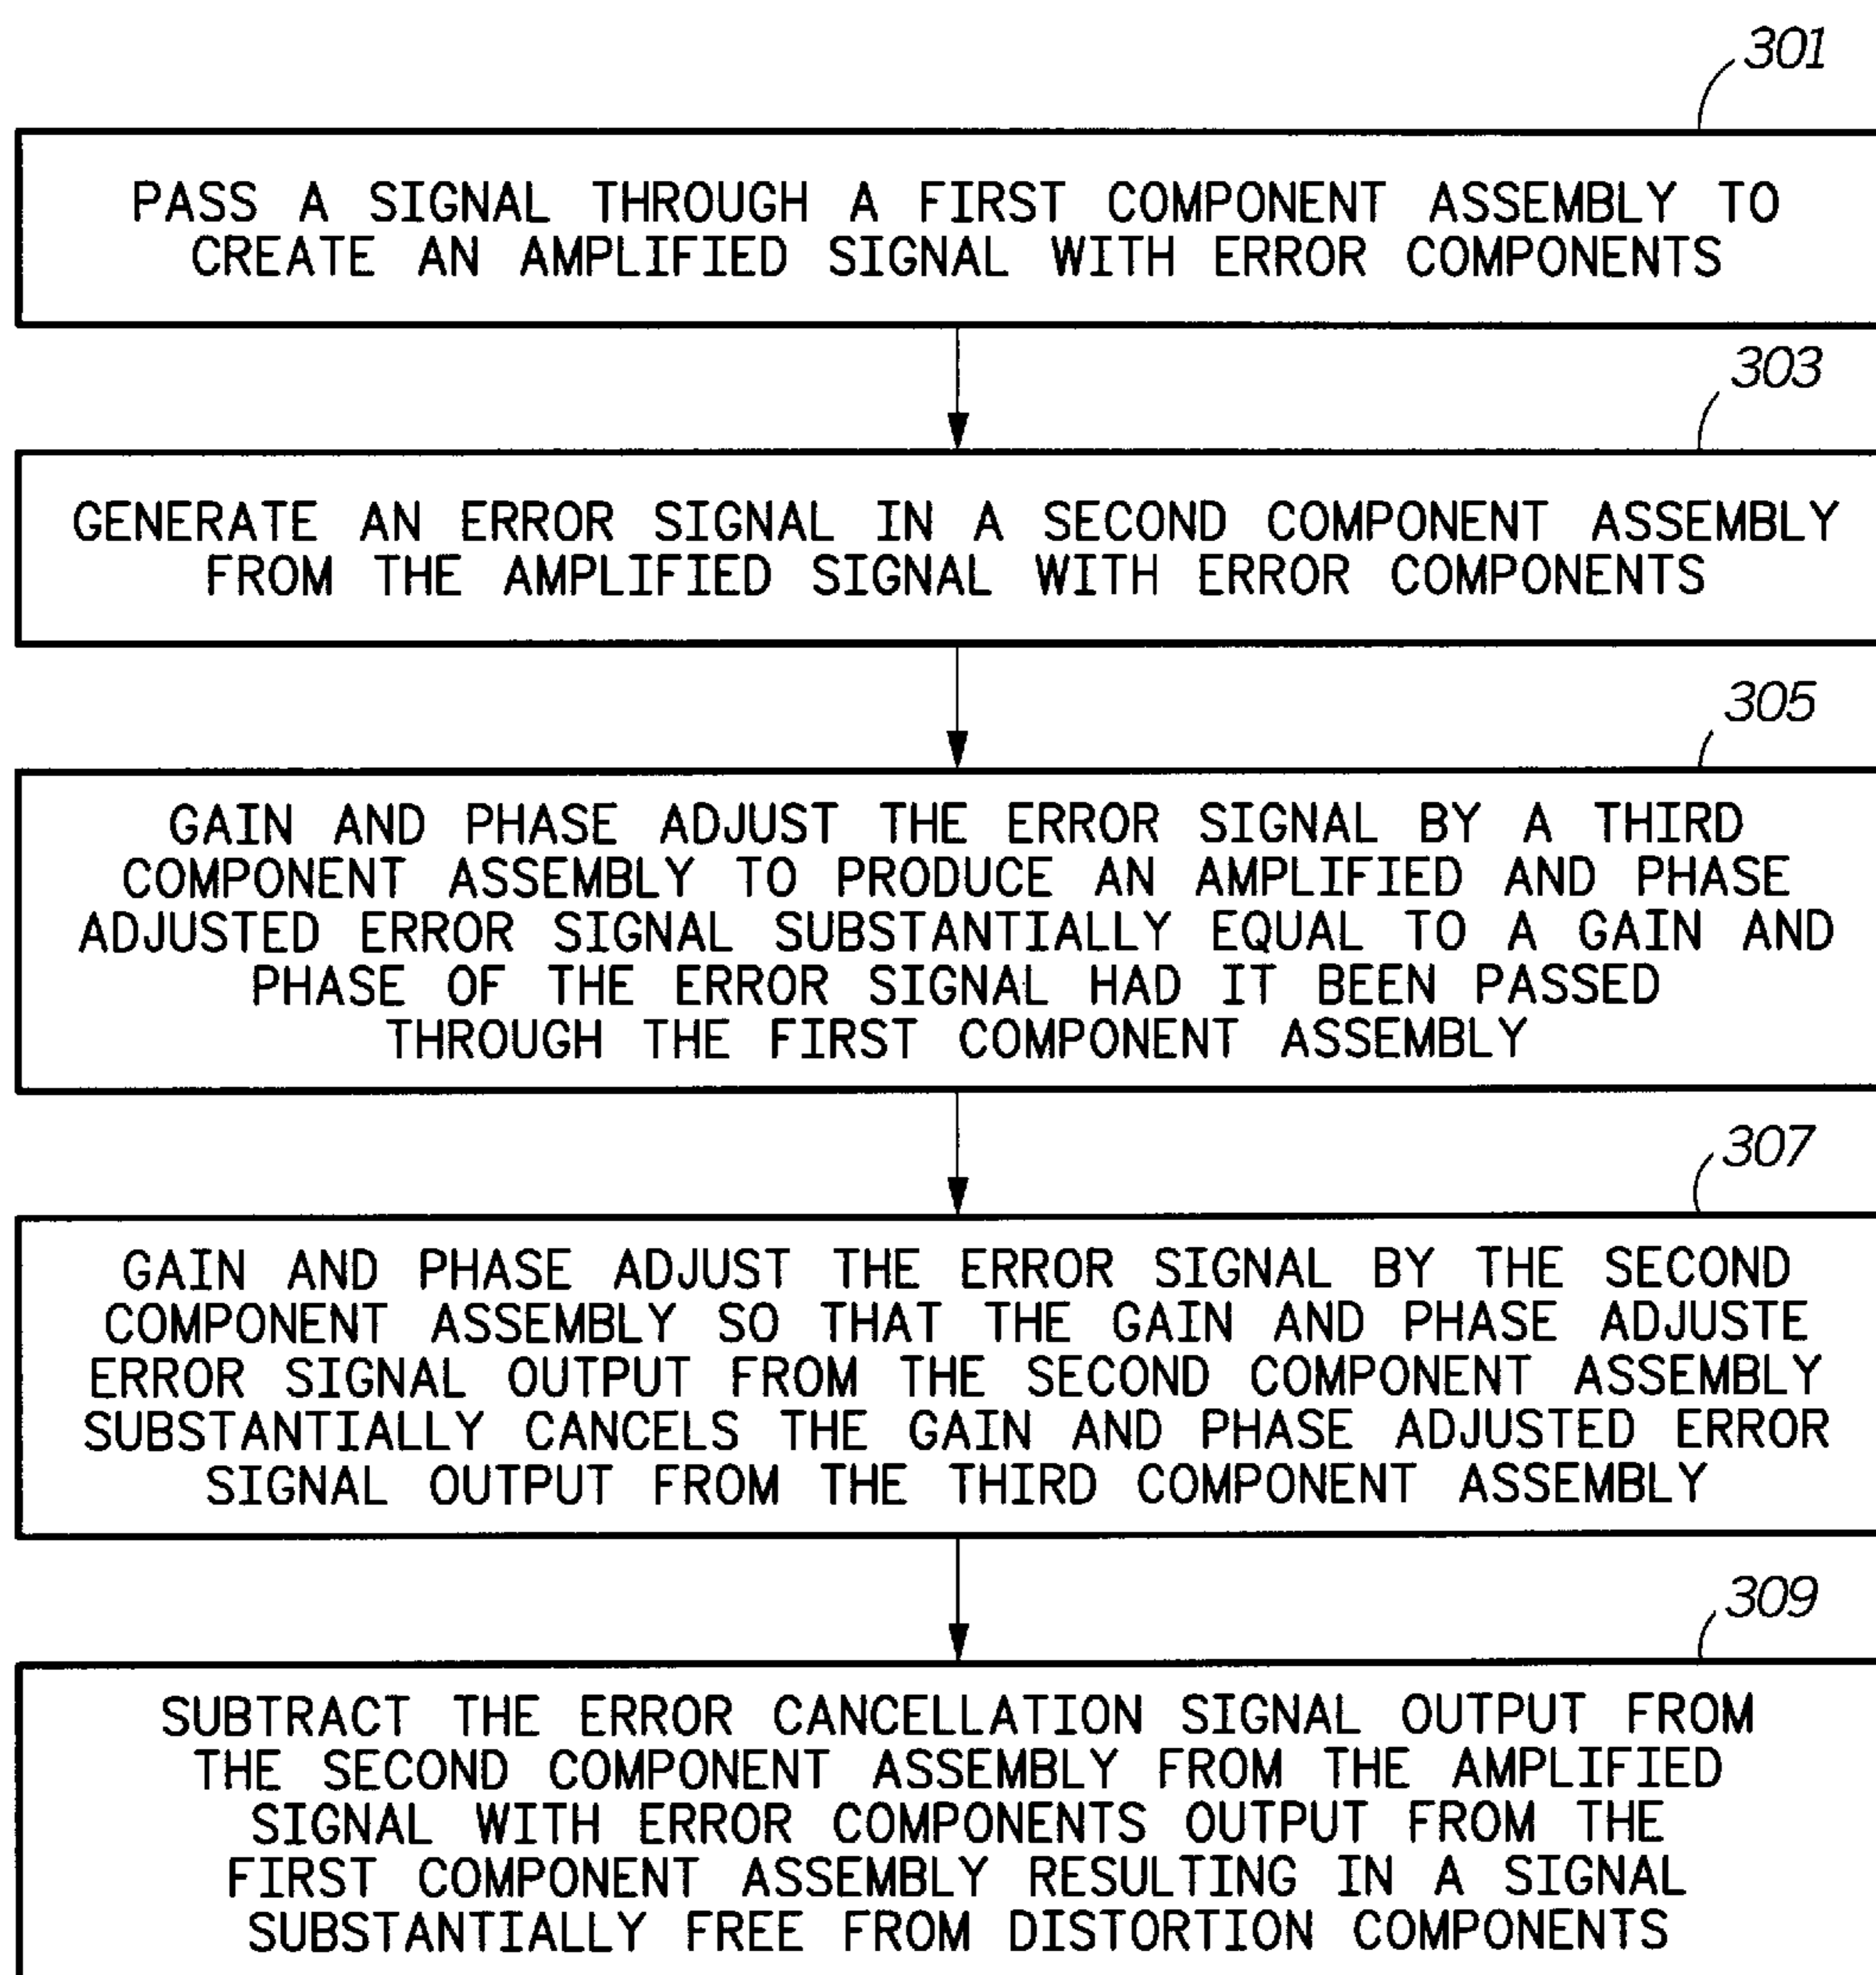 301
PASS A SIGNAL THROUGH A FIRST COMPONENT ASSEMBLY TO
CREATE AN AMPLIFIED SIGNAL WITH ERROR COMPONENTS
303
GENERATE AN ERROR SIGNAL IN A SECOND COMPONENT ASSEMBLY
FROM THE AMPLIFIED SIGNAL WITH ERROR COMPONENTS
305
GAIN AND PHASE ADJUST THE ERROR SIGNAL BY A THIRD
COMPONENT ASSEMBLY TO PRODUCE AN AMPLIFIED AND PHASE
ADJUSTED ERROR SIGNAL SUBSTANTIALLY EQUAL TO A GAIN AND
PHASE OF THE ERROR SIGNAL HAD IT BEEN PASSED
THROUGH THE FIRST COMPONENT ASSEMBLY
307
GAIN AND PHASE ADJUST THE ERROR SIGNAL BY THE SECOND
COMPONENT ASSEMBLY SO THAT THE GAIN AND PHASE ADJUSTE
ERROR SIGNAL OUTPUT FROM THE SECOND COMPONENT ASSEMBLY
SUBSTANTIALLY CANCELS THE GAIN AND PHASE ADJUSTED ERROR
SIGNAL OUTPUT FROM THE THIRD COMPONENT ASSEMBLY
309
SUBTRACT THE ERROR CANCELLATION SIGNAL OUTPUT FROM
THE SECOND COMPONENT ASSEMBLY FROM THE AMPLIFIED
SIGNAL WITH ERROR COMPONENTS OUTPUT FROM THE
FIRST COMPONENT ASSEMBLY RESULTING IN A SIGNAL
SUBSTANTIALLY FREE FROM DISTORTION COMPONENTS